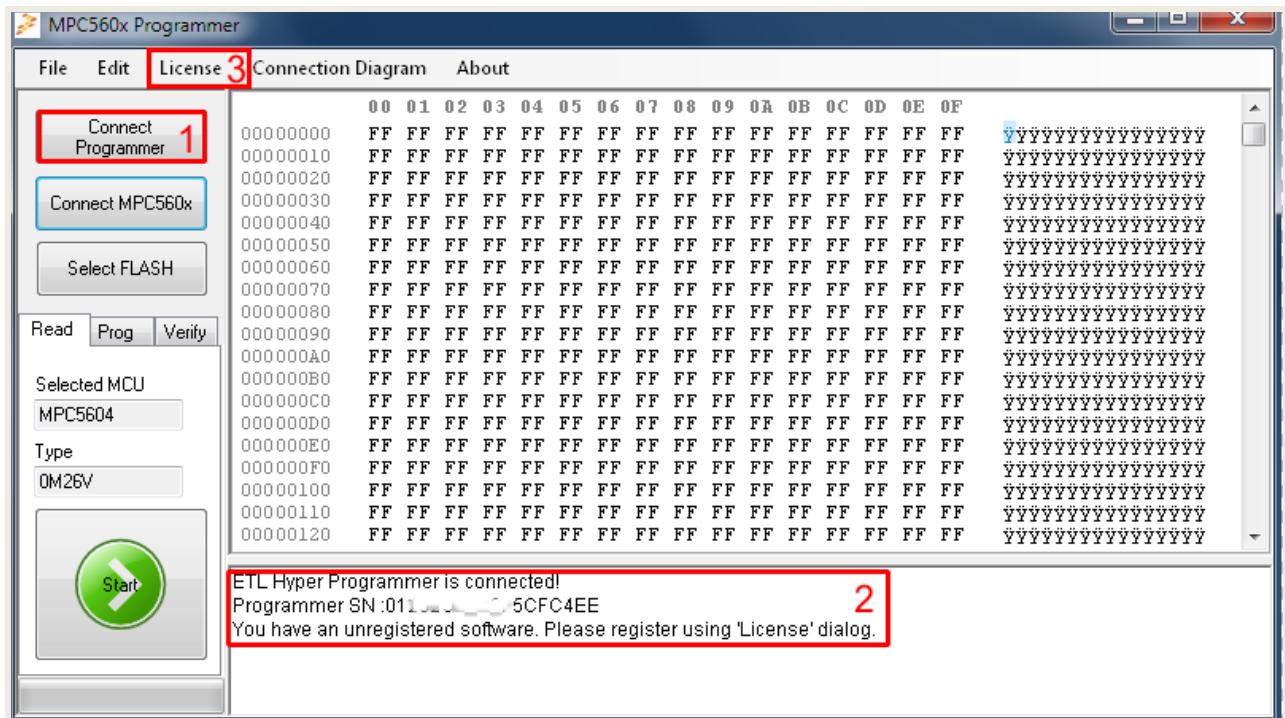 MPC560x Programmer
File Edit License 3 Connection Diagram About
Connect
Programmer 1
Connect MPC560x
Select FLASH
Read Prog Verify
Selected MCU
MPC5604
Type
0M26V
Start
00 01 02 03 04 05 06 07 08 09 0A 0B 0C 0D 0E 0F
00000000 FF FF FF FF FF FF FF FF FF FF FF FF FF FF FF FF ÿÿÿÿÿÿÿÿÿÿÿÿÿÿÿÿ
00000010 FF FF FF FF FF FF FF FF FF FF FF FF FF FF FF FF ÿÿÿÿÿÿÿÿÿÿÿÿÿÿÿÿ
00000020 FF FF FF FF FF FF FF FF FF FF FF FF FF FF FF FF ÿÿÿÿÿÿÿÿÿÿÿÿÿÿÿÿ
00000030 FF FF FF FF FF FF FF FF FF FF FF FF FF FF FF FF ÿÿÿÿÿÿÿÿÿÿÿÿÿÿÿÿ
00000040 FF FF FF FF FF FF FF FF FF FF FF FF FF FF FF FF ÿÿÿÿÿÿÿÿÿÿÿÿÿÿÿÿ
00000050 FF FF FF FF FF FF FF FF FF FF FF FF FF FF FF FF ÿÿÿÿÿÿÿÿÿÿÿÿÿÿÿÿ
00000060 FF FF FF FF FF FF FF FF FF FF FF FF FF FF FF FF ÿÿÿÿÿÿÿÿÿÿÿÿÿÿÿÿ
00000070 FF FF FF FF FF FF FF FF FF FF FF FF FF FF FF FF ÿÿÿÿÿÿÿÿÿÿÿÿÿÿÿÿ
00000080 FF FF FF FF FF FF FF FF FF FF FF FF FF FF FF FF ÿÿÿÿÿÿÿÿÿÿÿÿÿÿÿÿ
00000090 FF FF FF FF FF FF FF FF FF FF FF FF FF FF FF FF ÿÿÿÿÿÿÿÿÿÿÿÿÿÿÿÿ
000000A0 FF FF FF FF FF FF FF FF FF FF FF FF FF FF FF FF ÿÿÿÿÿÿÿÿÿÿÿÿÿÿÿÿ
000000B0 FF FF FF FF FF FF FF FF FF FF FF FF FF FF FF FF ÿÿÿÿÿÿÿÿÿÿÿÿÿÿÿÿ
000000C0 FF FF FF FF FF FF FF FF FF FF FF FF FF FF FF FF ÿÿÿÿÿÿÿÿÿÿÿÿÿÿÿÿ
000000D0 FF FF FF FF FF FF FF FF FF FF FF FF FF FF FF FF ÿÿÿÿÿÿÿÿÿÿÿÿÿÿÿÿ
000000E0 FF FF FF FF FF FF FF FF FF FF FF FF FF FF FF FF ÿÿÿÿÿÿÿÿÿÿÿÿÿÿÿÿ
000000F0 FF FF FF FF FF FF FF FF FF FF FF FF FF FF FF FF ÿÿÿÿÿÿÿÿÿÿÿÿÿÿÿÿ
00000100 FF FF FF FF FF FF FF FF FF FF FF FF FF FF FF FF ÿÿÿÿÿÿÿÿÿÿÿÿÿÿÿÿ
00000110 FF FF FF FF FF FF FF FF FF FF FF FF FF FF FF FF ÿÿÿÿÿÿÿÿÿÿÿÿÿÿÿÿ
00000120 FF FF FF FF FF FF FF FF FF FF FF FF FF FF FF FF ÿÿÿÿÿÿÿÿÿÿÿÿÿÿÿÿ
ETL Hyper Programmer is connected!
Programmer SN : 2
You have an unregistered software. Please register using 'License' dialog.